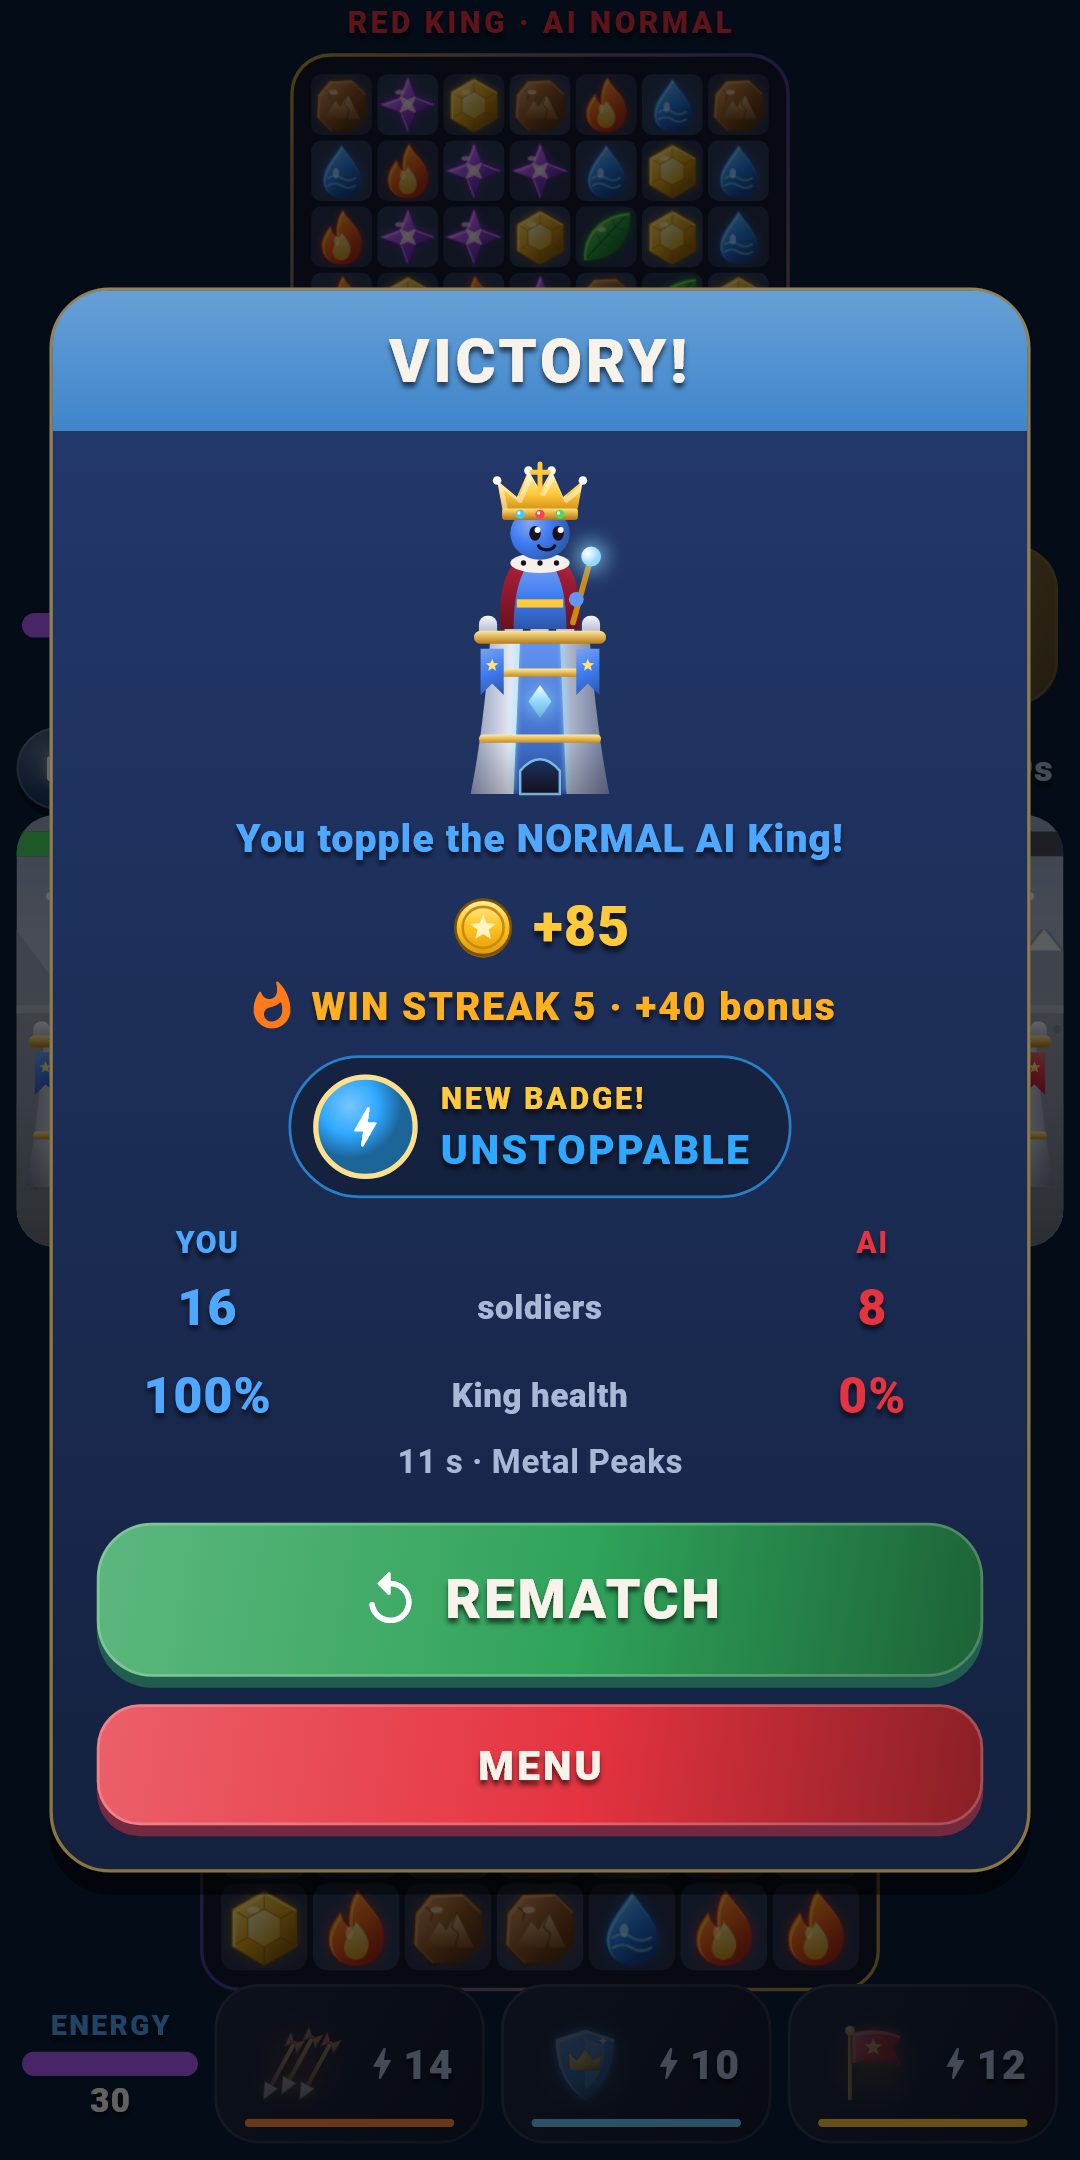 RED KING · AI NORMAL
VICTORY!
s
You topple the NORMAL AI King!
+85
WIN STREAK 5 · +40 bonus
NEW BADGE!
UNSTOPPABLE
YOU AI
16 soldiers 8
100% King health 0%
11 s · Metal Peaks
REMATCH
MENU
ENERGY
30
14 10 12